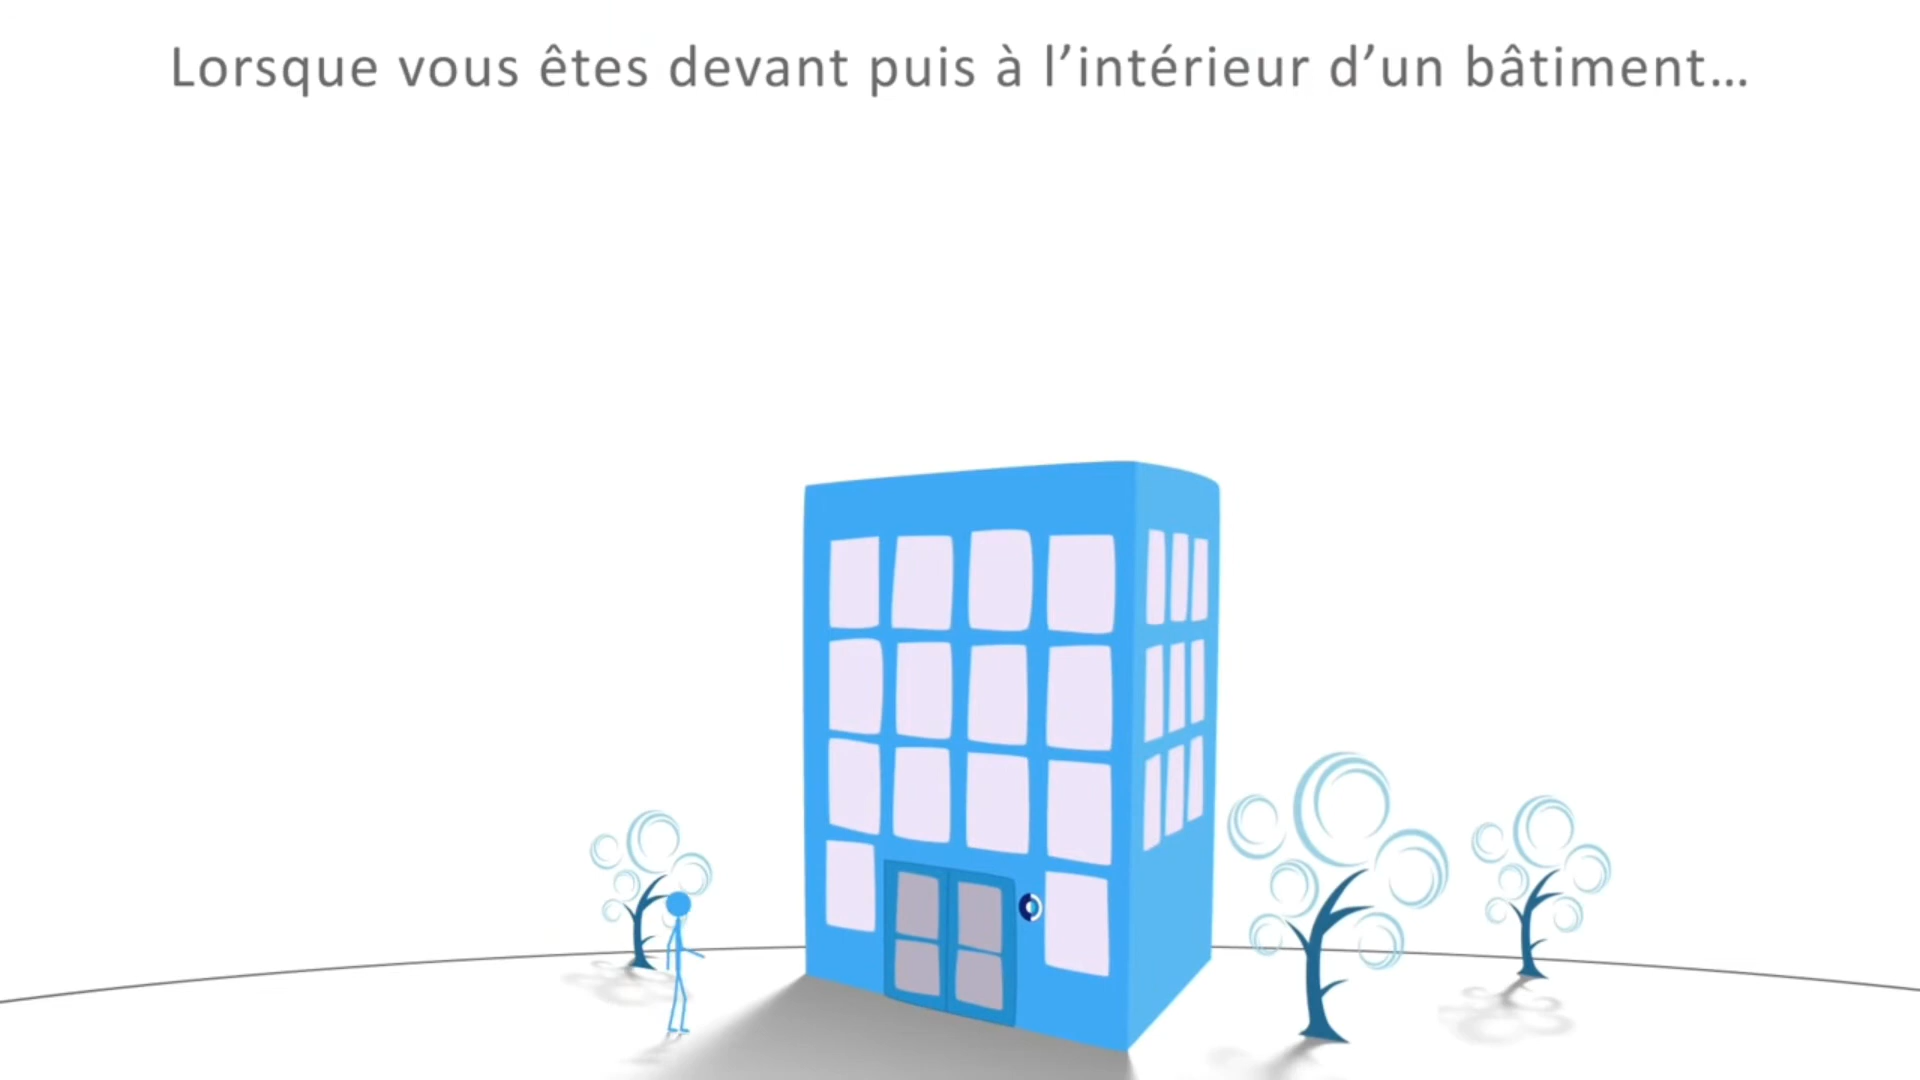 Lorsque vous êtes devant puis à l’intérieur d’un bâtiment…